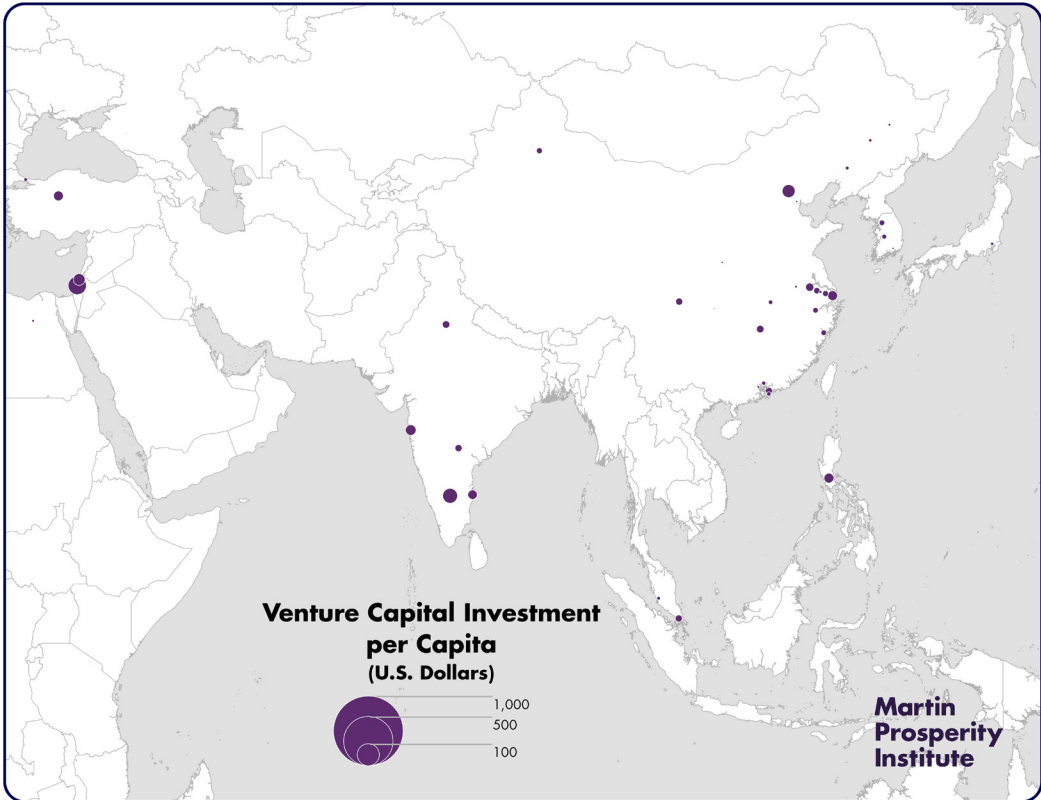 Venture Capital Investment
per Capita
(U.S. Dollars)
1,000
500
100
Martin
Prosperity
Institute